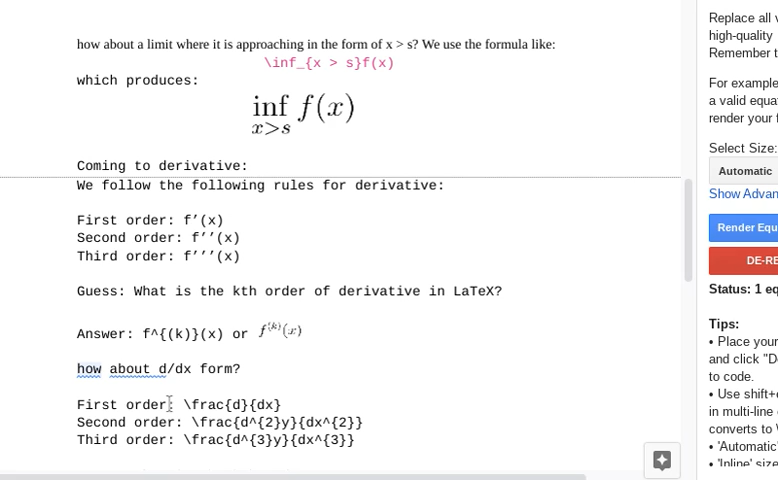 how about a limit where it is approaching in the form of x > s? We use the formula like:
\inf_{x > s}f(x)
which produces:
inf f(x)
x>s
Coming to derivative:
We follow the following rules for derivative:
First order: f’(x)
Second order: f’’(x)
Third order: f’’’(x)
Guess: What is the kth order of derivative in LaTeX?
Answer: f^{(k)}(x) or f^{(k)}(x)
how about d/dx form?
First order: \frac{d}{dx}
Second order: \frac{d^{2}y}{dx^{2}}
Third order: \frac{d^{3}y}{dx^{3}}
Replace all
high-quality
Remember t
For example
a valid equa
render your f
Select Size:
Automatic
Show Advan
Render Equ
DE-RE
Status: 1 eq
Tips:
• Place your
and click "D
to code.
• Use shift+
in multi-line
converts to
• 'Automatic'
• 'Inline' size